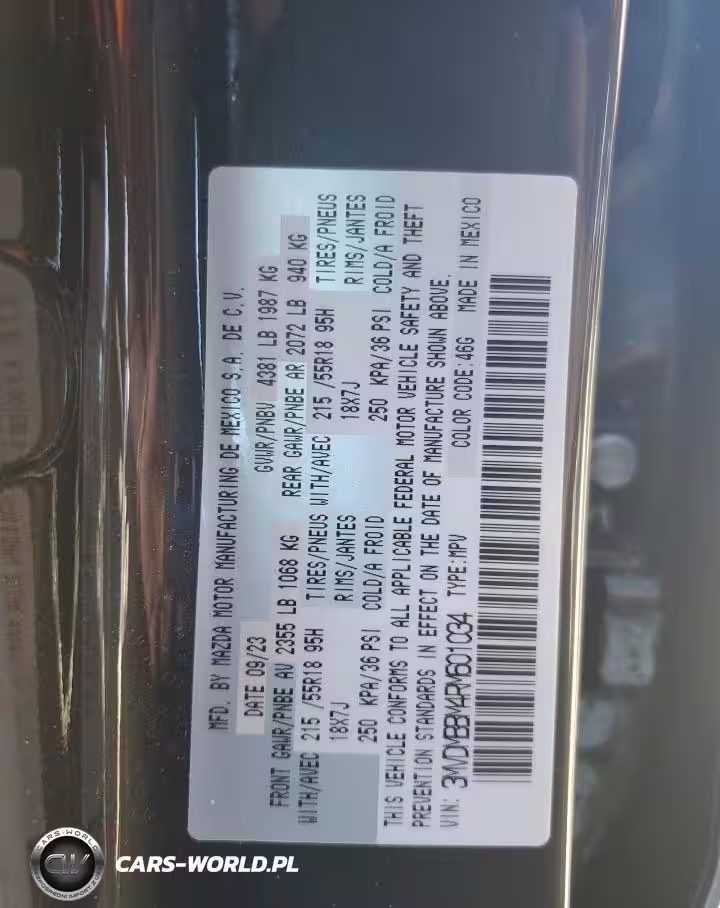 MFD. BY MAZDA MOTOR MANUFACTURING DE MEXICO S.A. DE C.V.
DATE 09/23 GVWR/PNBV 4381 LB 1987 KG
FRONT GAWR/PNBE AV 2355 LB 1068 KG REAR GAWR/PNBE AR 2072 LB 940 KG
WITH/AVEC 215 /55R18 95H TIRES/PNEUS WITH/AVEC 215 /55R18 95H TIRES/PNEUS
18X7J RIMS/JANTES 18X7J RIMS/JANTES
250 KPA/36 PSI COLD/A FROID 250 KPA/36 PSI COLD/A FROID
THIS VEHICLE CONFORMS TO ALL APPLICABLE FEDERAL MOTOR VEHICLE SAFETY AND THEFT
PREVENTION STANDARDS IN EFFECT ON THE DATE OF MANUFACTURE SHOWN ABOVE.
VIN: 3MVDMBBM4RM601034 TYPE:MPV COLOR CODE:46G MADE IN MEXICO
CARS-WORLD
CW
CARS-WORLD.PL